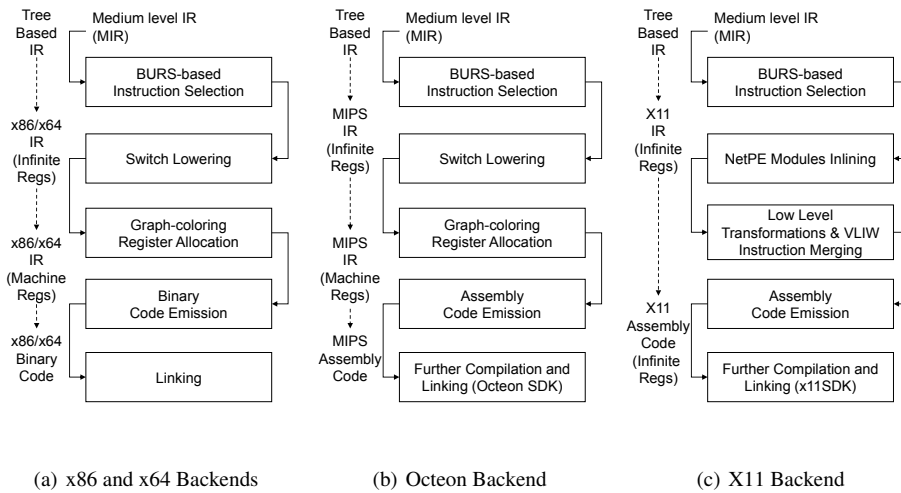 Tree
Based
IR
Medium level IR
(MIR)
BURS-based
Instruction Selection
x86/x64
IR
(Infinite
Regs)
Switch Lowering
Graph-coloring
Register Allocation
x86/x64
IR
(Machine
Regs)
Binary
Code Emission
x86/x64
Binary
Code
Linking
(a) x86 and x64 Backends
Tree
Based
IR
Medium level IR
(MIR)
BURS-based
Instruction Selection
MIPS
IR
(Infinite
Regs)
Switch Lowering
Graph-coloring
Register Allocation
MIPS
IR
(Machine
Regs)
Assembly
Code Emission
MIPS
Assembly
Code
Further Compilation and
Linking (Octeon SDK)
(b) Octeon Backend
Tree
Based
IR
Medium level IR
(MIR)
BURS-based
Instruction Selection
X11
IR
(Infinite
Regs)
NetPE Modules Inlining
Low Level
Transformations & VLIW
Instruction Merging
Assembly
Code Emission
X11
Assembly
Code
(Infinite
Regs)
Further Compilation and
Linking (x11SDK)
(c) X11 Backend